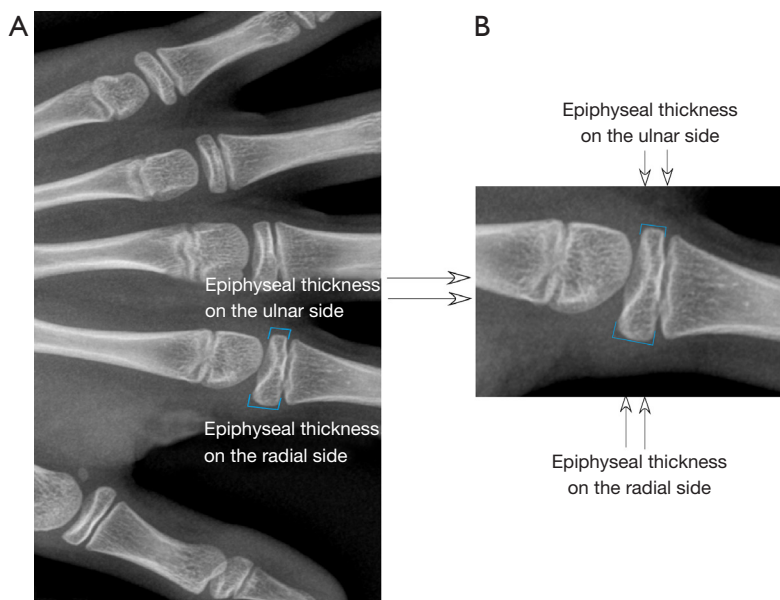 A
Epiphyseal thickness
on the ulnar side
Epiphyseal thickness
on the radial side
B
Epiphyseal thickness
on the ulnar side
Epiphyseal thickness
on the radial side